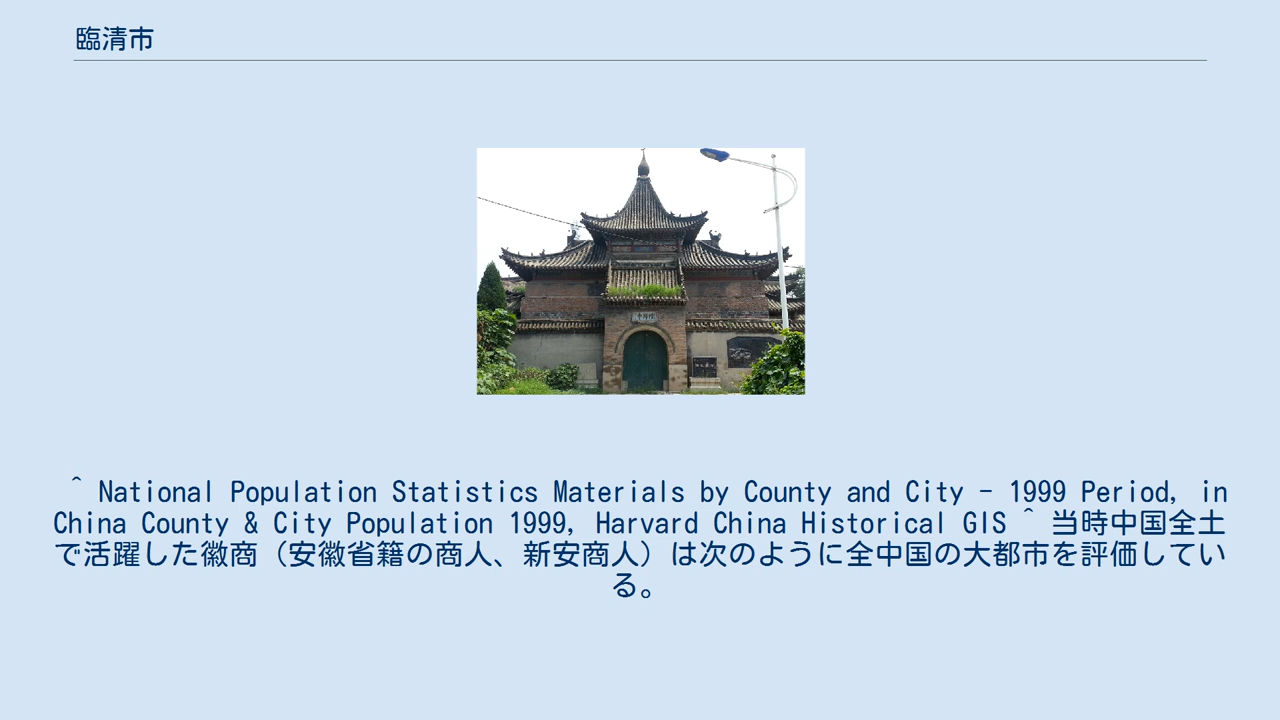 臨清市
^ National Population Statistics Materials by County and City - 1999 Period, in
China County & City Population 1999, Harvard China Historical GIS ^ 当時中国全土
で活躍した徽商（安徽省籍の商人、新安商人）は次のように全中国の大都市を評価してい
る。